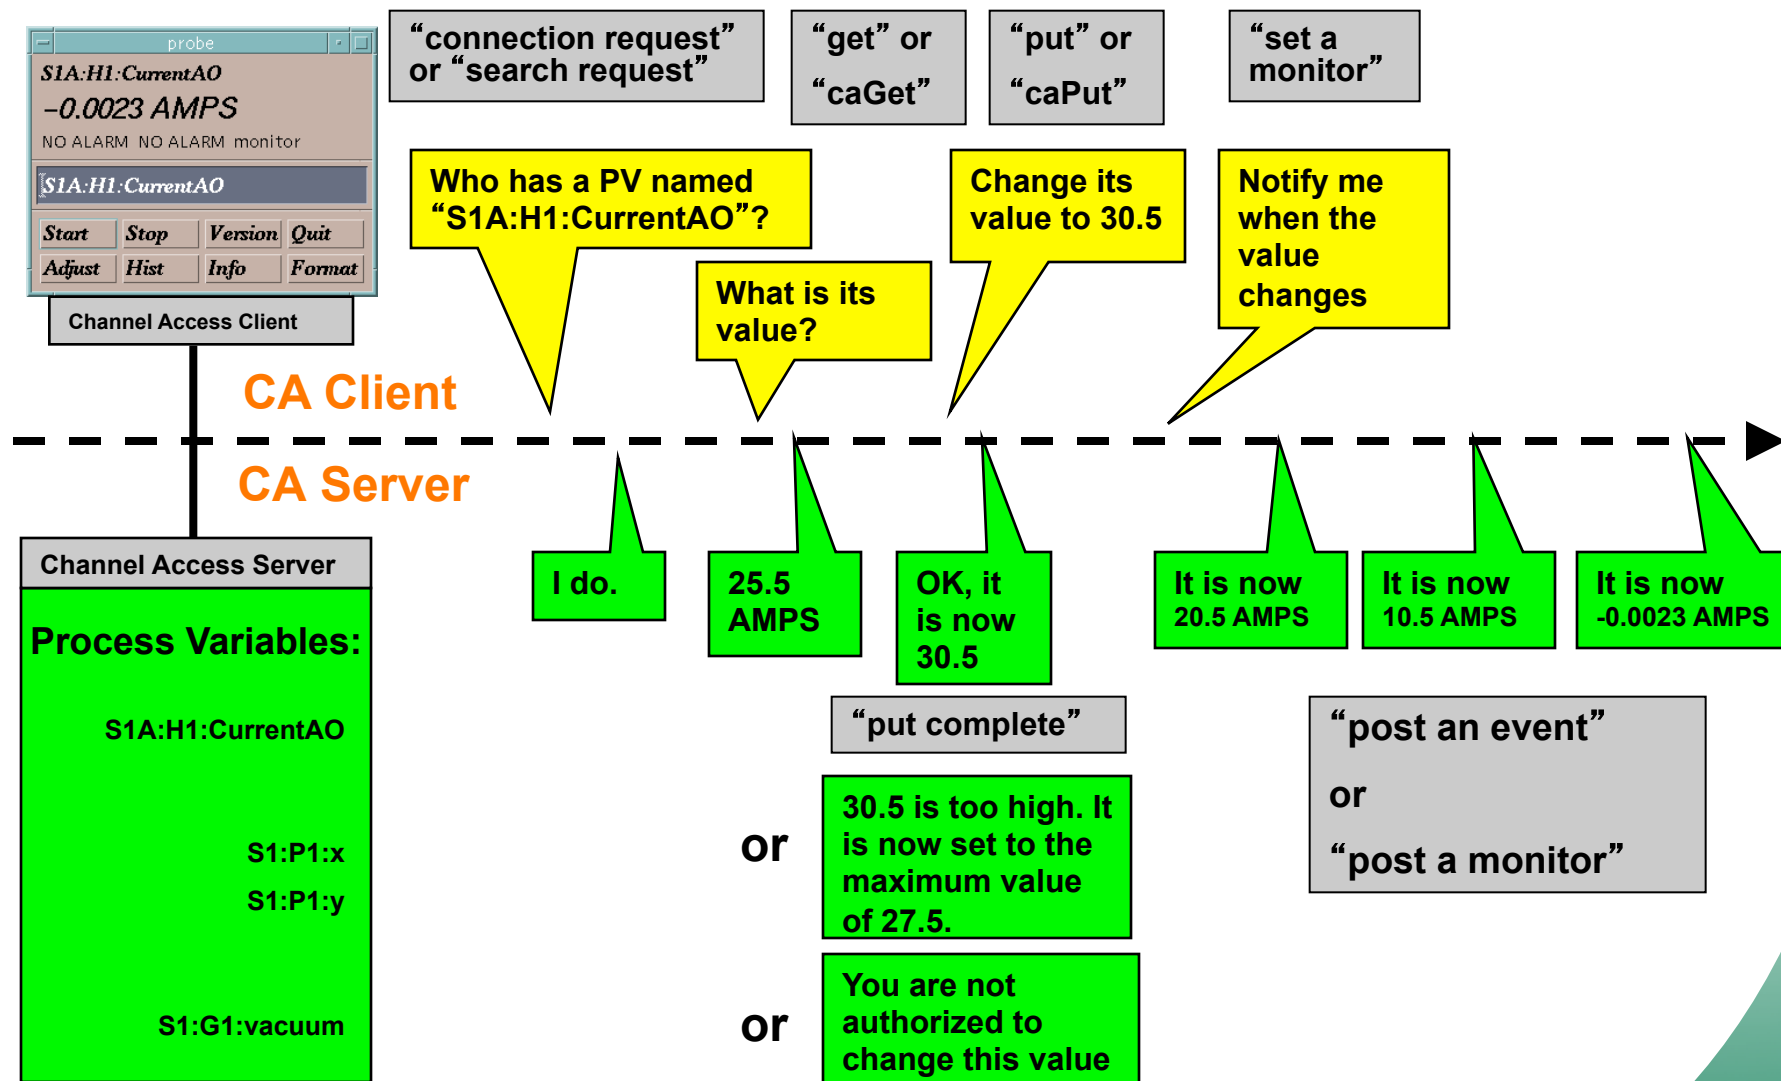 probe
S1A:H1:CurrentAO
-0.0023 AMPS
NO ALARM NO ALARM monitor
S1A:H1:CurrentAO
Start Stop Version Quit
Adjust Hist Info Format
Channel Access Client
“connection request”
or “search request”
“get” or
“caGet”
“put” or
“caPut”
“set a
monitor”
Who has a PV named
“S1A:H1:CurrentAO”?
What is its
value?
Change its
value to 30.5
Notify me
when the
value
changes
CA Client
CA Server
Channel Access Server
Process Variables:
S1A:H1:CurrentAO
S1:P1:x
S1:P1:y
S1:G1:vacuum
I do.
25.5
AMPS
OK, it
is now
30.5
It is now
20.5 AMPS
It is now
10.5 AMPS
It is now
-0.0023 AMPS
“put complete”
or
30.5 is too high. It
is now set to the
maximum value
of 27.5.
or
You are not
authorized to
change this value
“post an event”
or
“post a monitor”